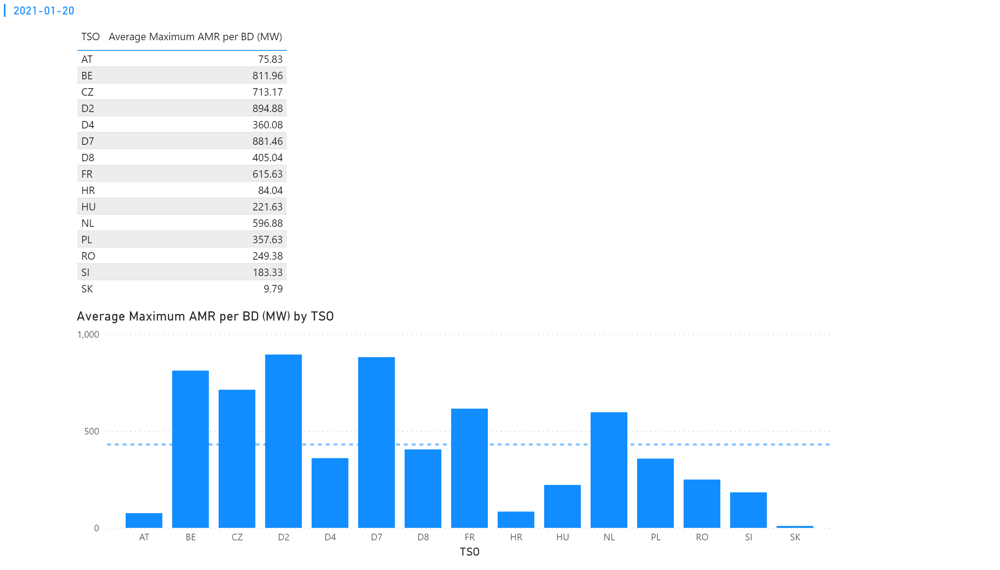 2021-01-20
TSO Average Maximum AMR per BD (MW)
AT 75.83
BE 811.96
CZ 713.17
D2 894.88
D4 360.08
D7 881.46
D8 405.04
FR 615.63
HR 84.04
HU 221.63
NL 596.88
PL 357.63
RO 249.38
SI 183.33
SK 9.79
Average Maximum AMR per BD (MW) by TSO
1,000
500
0
AT BE CZ D2 D4 D7 D8 FR HR HU NL PL RO SI SK
TSO